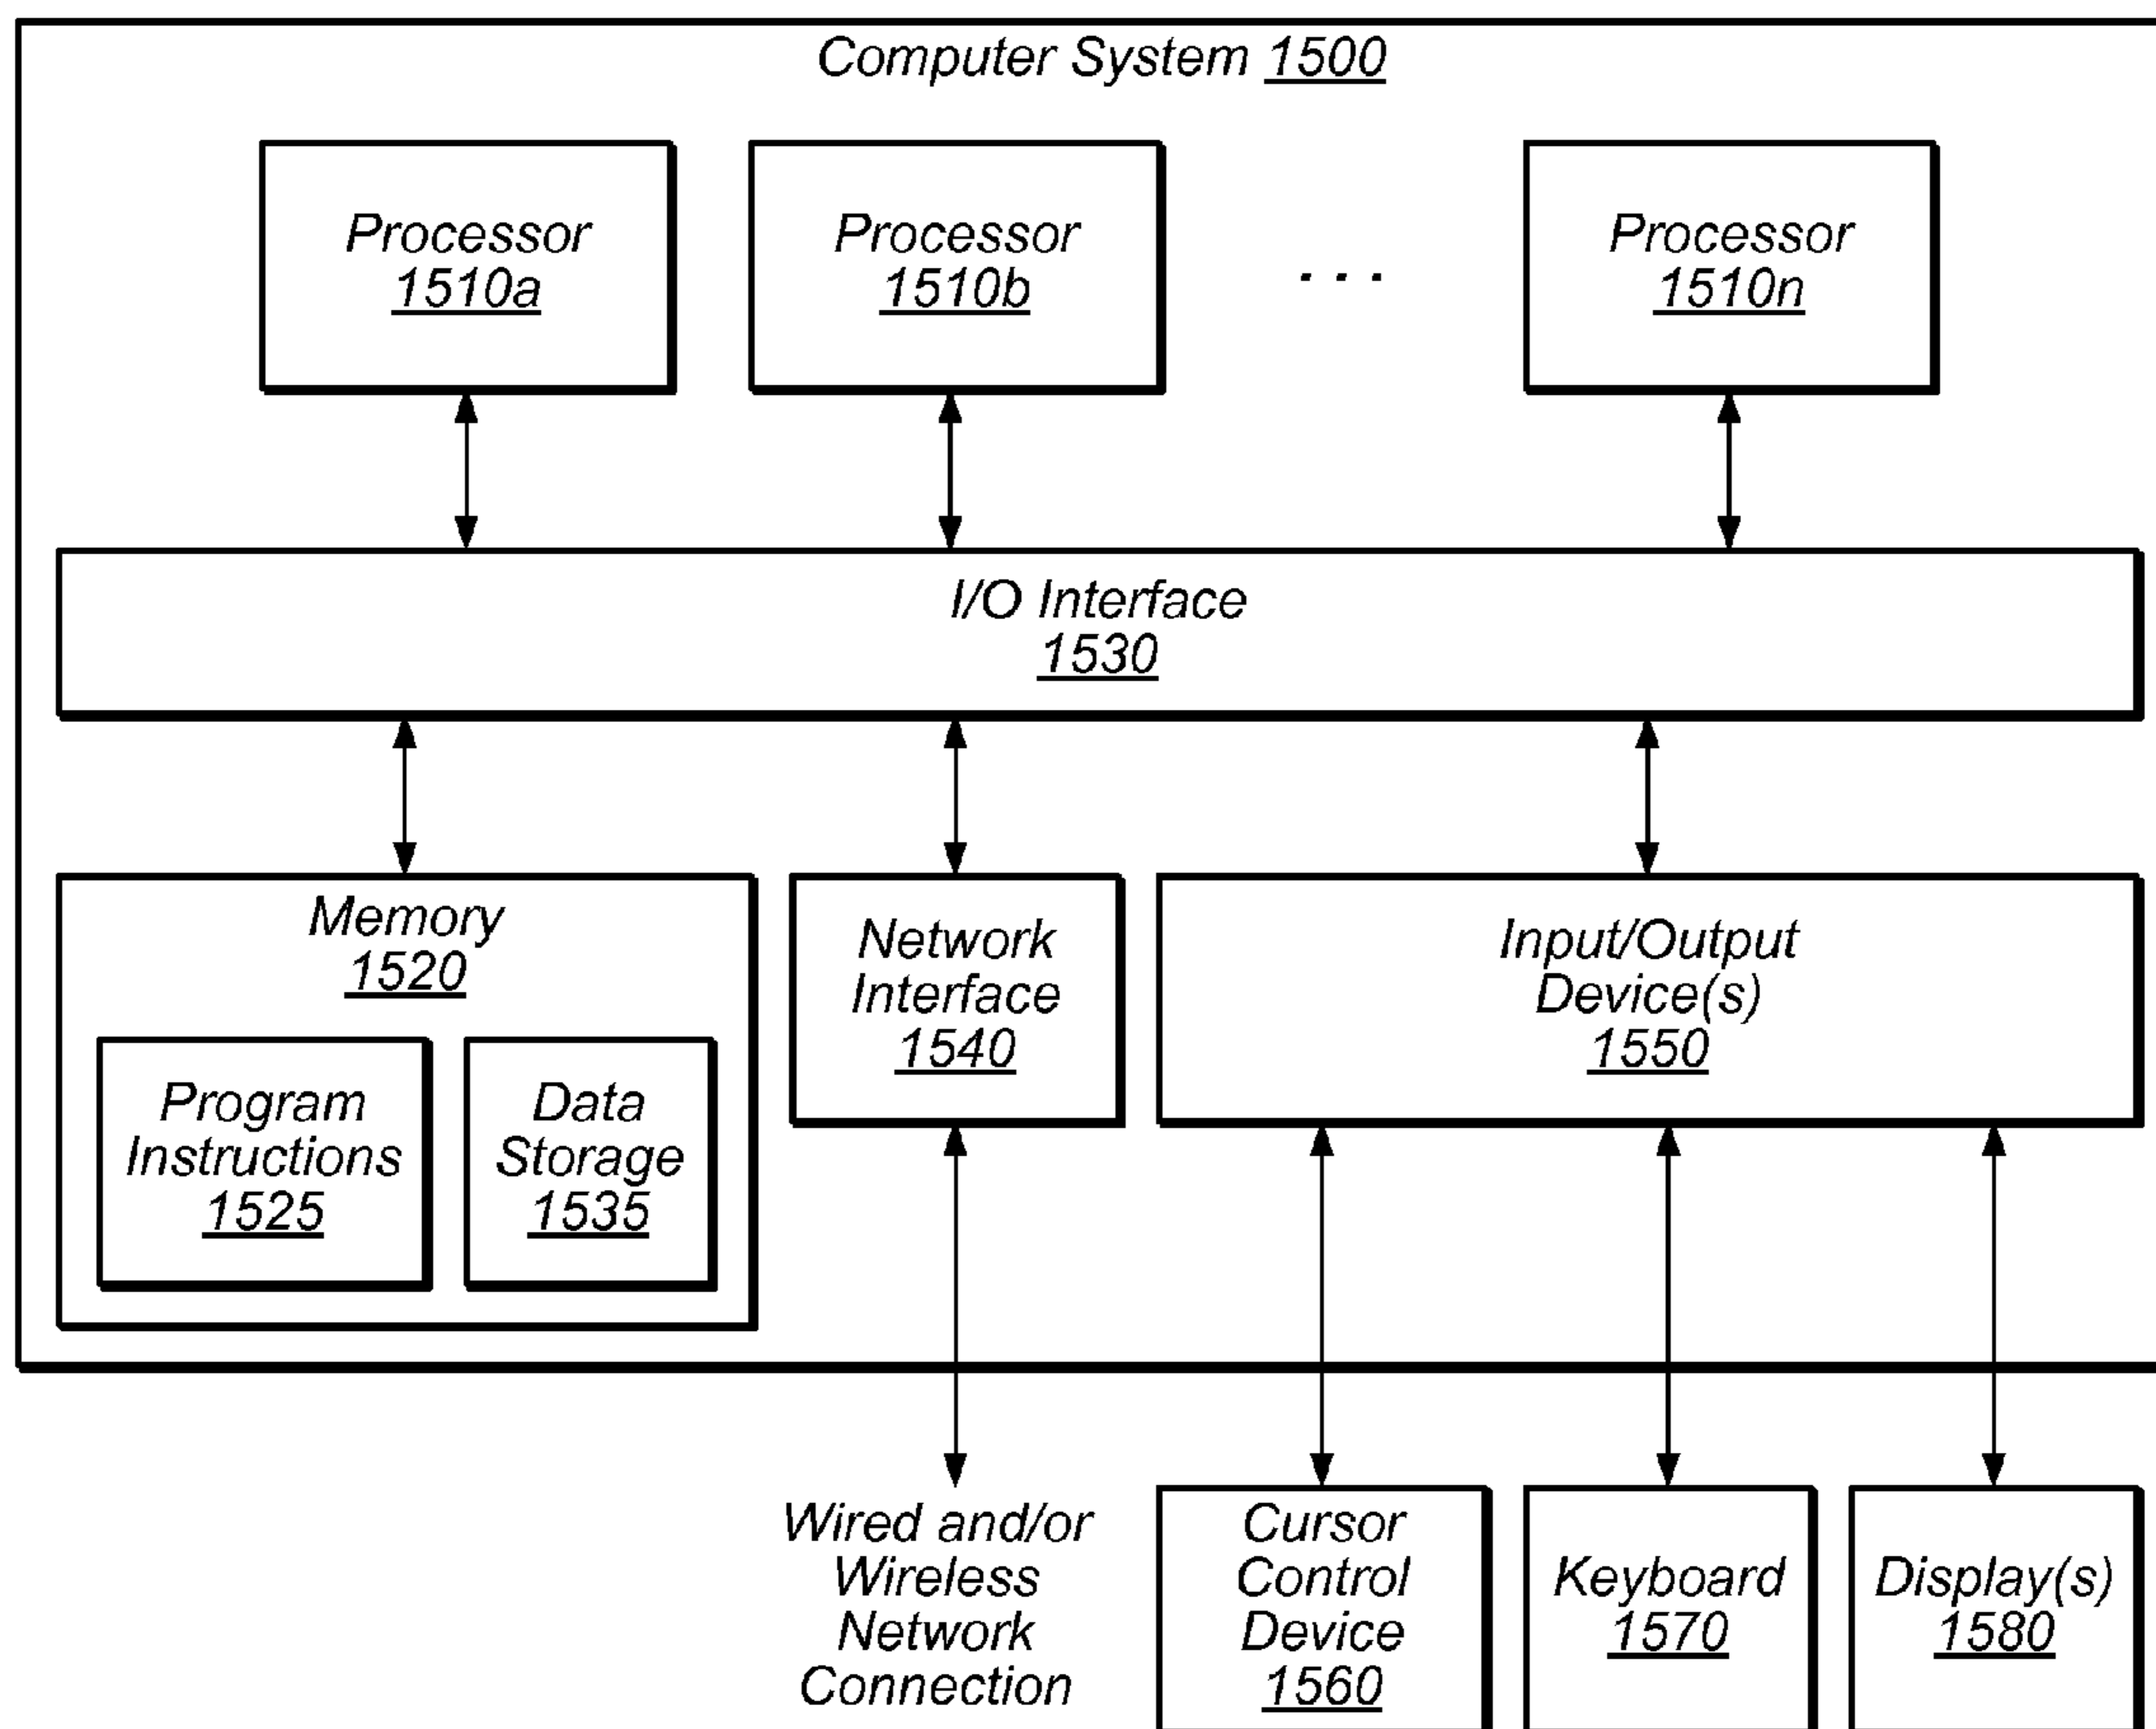 Computer System 1500
Processor
1510a
Processor
1510b
. . .
Processor
1510n
I/O Interface
1530
Memory
1520
Program
Instructions
1525
Data
Storage
1535
Network
Interface
1540
Input/Output
Device(s)
1550
Wired and/or
Wireless
Network
Connection
Cursor
Control
Device
1560
Keyboard
1570
Display(s)
1580